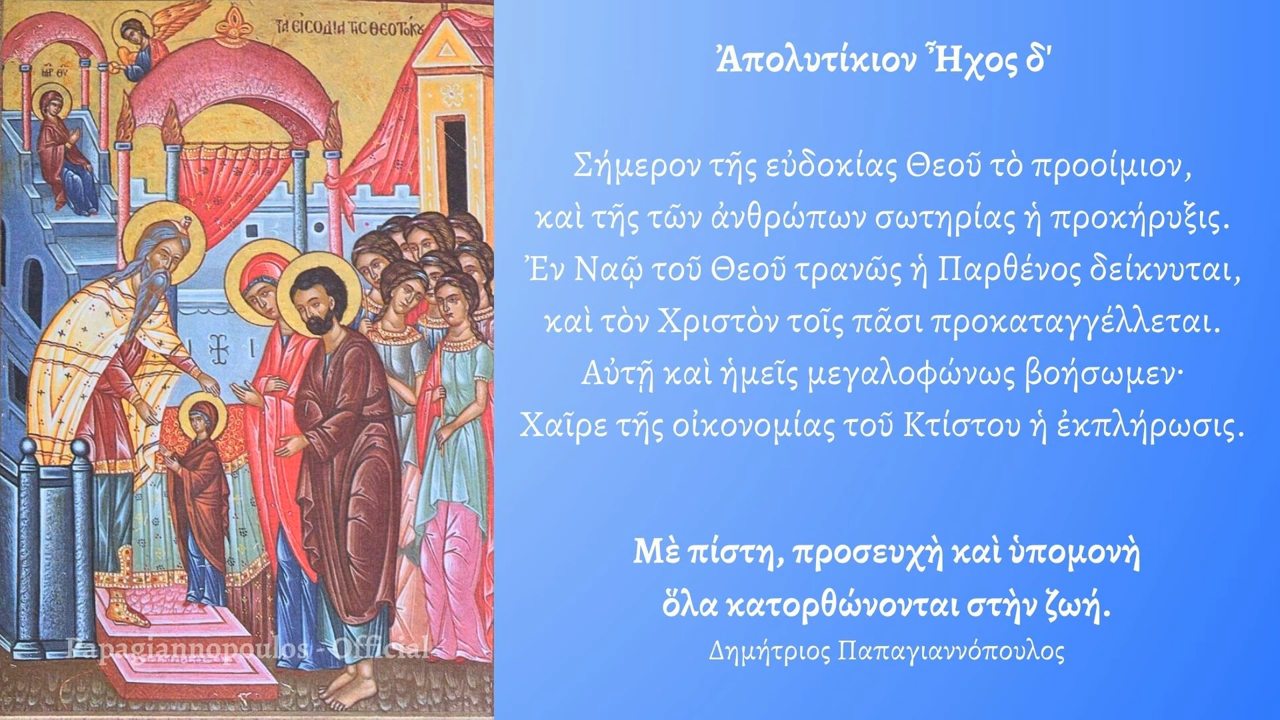 ΤΑ ΕΙCΟΔΙΑ ΤΙC ΘΕΟΤΟΚΟΥ
ΜΡ ΘΥ
Ἀπολυτίκιον Ἦχος δ'
Σήμερον τῆς εὐδοκίας Θεοῦ τὸ προοίμιον,
καὶ τῆς τῶν ἀνθρώπων σωτηρίας ἡ προκήρυξις.
Ἐν Ναῷ τοῦ Θεοῦ τρανῶς ἡ Παρθένος δείκνυται,
καὶ τὸν Χριστὸν τοῖς πᾶσι προκαταγγέλλεται.
Αὐτῇ καὶ ἡμεῖς μεγαλοφώνως βοήσωμεν·
Χαῖρε τῆς οἰκονομίας τοῦ Κτίστου ἡ ἐκπλήρωσις.
Μὲ πίστη, προσευχὴ καὶ ὑπομονὴ
ὅλα κατορθώνονται στὴν ζωή.
Δημήτριος Παπαγιαννόπουλος
Papagiannopoulos - Official